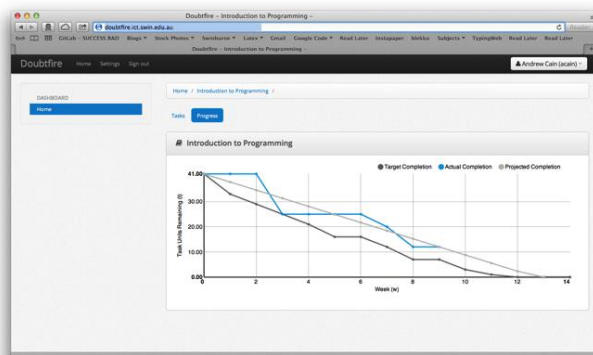 Doubtfire – Introduction to Programming –
doubtfire.ict.swin.edu.au
Reader
GitLab - SUCCESS.BAD Blogs Stock Photos Swinburne Latex Gmail Google Code Read Later Instapaper Mekko Subjects TypingWeb Read Later Read Later
Doubtfire – Introduction to Programming –
Doubtfire Home Settings Sign out Andrew Cain (acain)
DASHBOARD
Home
Home / Introduction to Programming /
Tasks Progress
Introduction to Programming
Target Completion Actual Completion Projected Completion
41.00
30.00
20.00
10.00
0.00
Task Units Remaining (t)
0 2 4 6 8 10 12 14
Week (w)